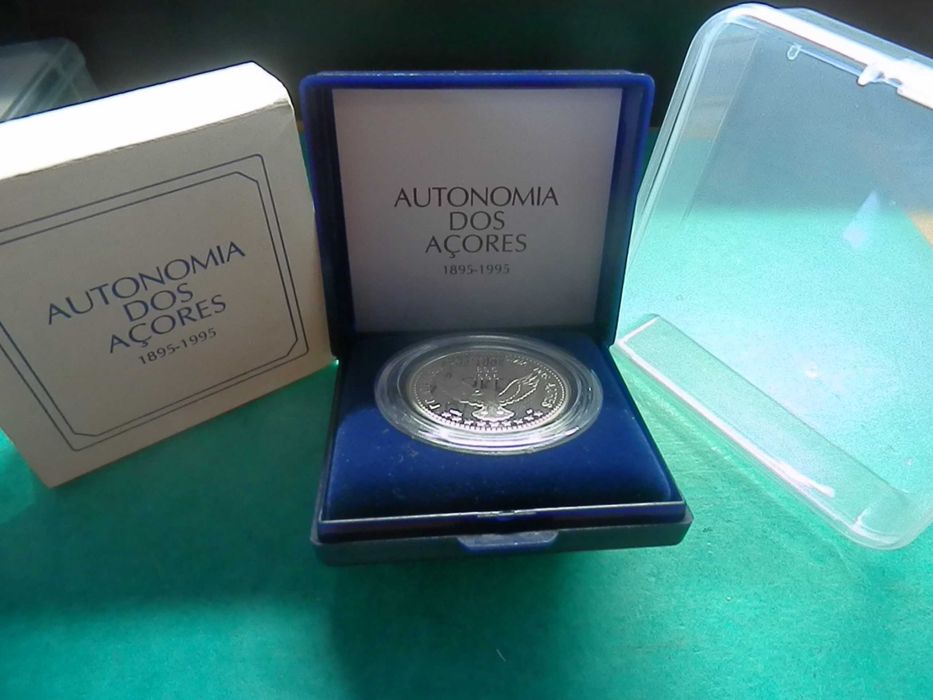 AUTONOMIA
DOS
AÇORES
1895-1995
AUTONOMIA
DOS
AÇORES
1895-1995